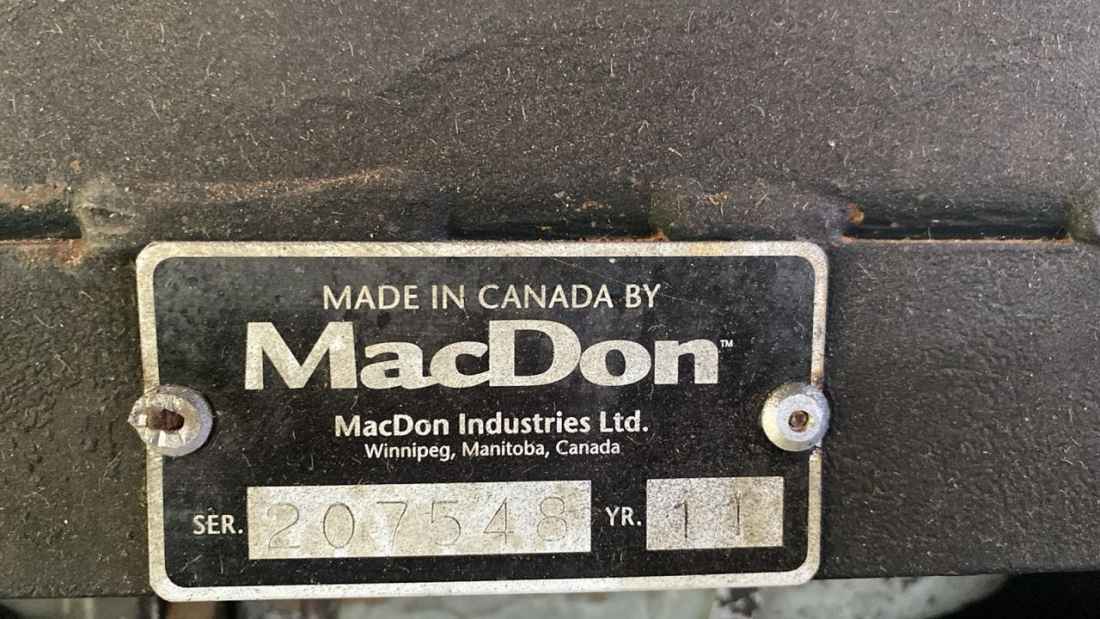 MADE IN CANADA BY
MacDon™
MacDon Industries Ltd.
Winnipeg, Manitoba, Canada
SER. 207548 YR. 11